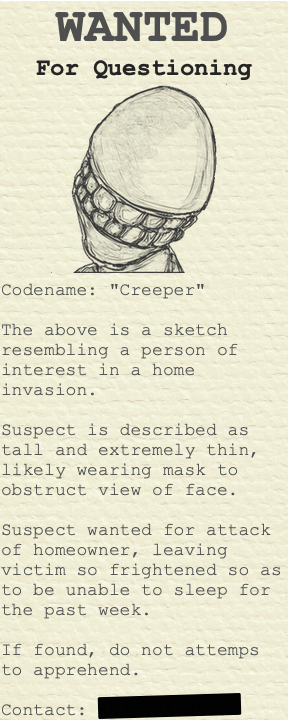 WANTED
For Questioning
Codename: "Creeper"
The above is a sketch
resembling a person of
interest in a home
invasion.
Suspect is described as
tall and extremely thin,
likely wearing mask to
obstruct view of face.
Suspect wanted for attack
of homeowner, leaving
victim so frightened so as
to be unable to sleep for
the past week.
If found, do not attemps
to apprehend.
Contact: